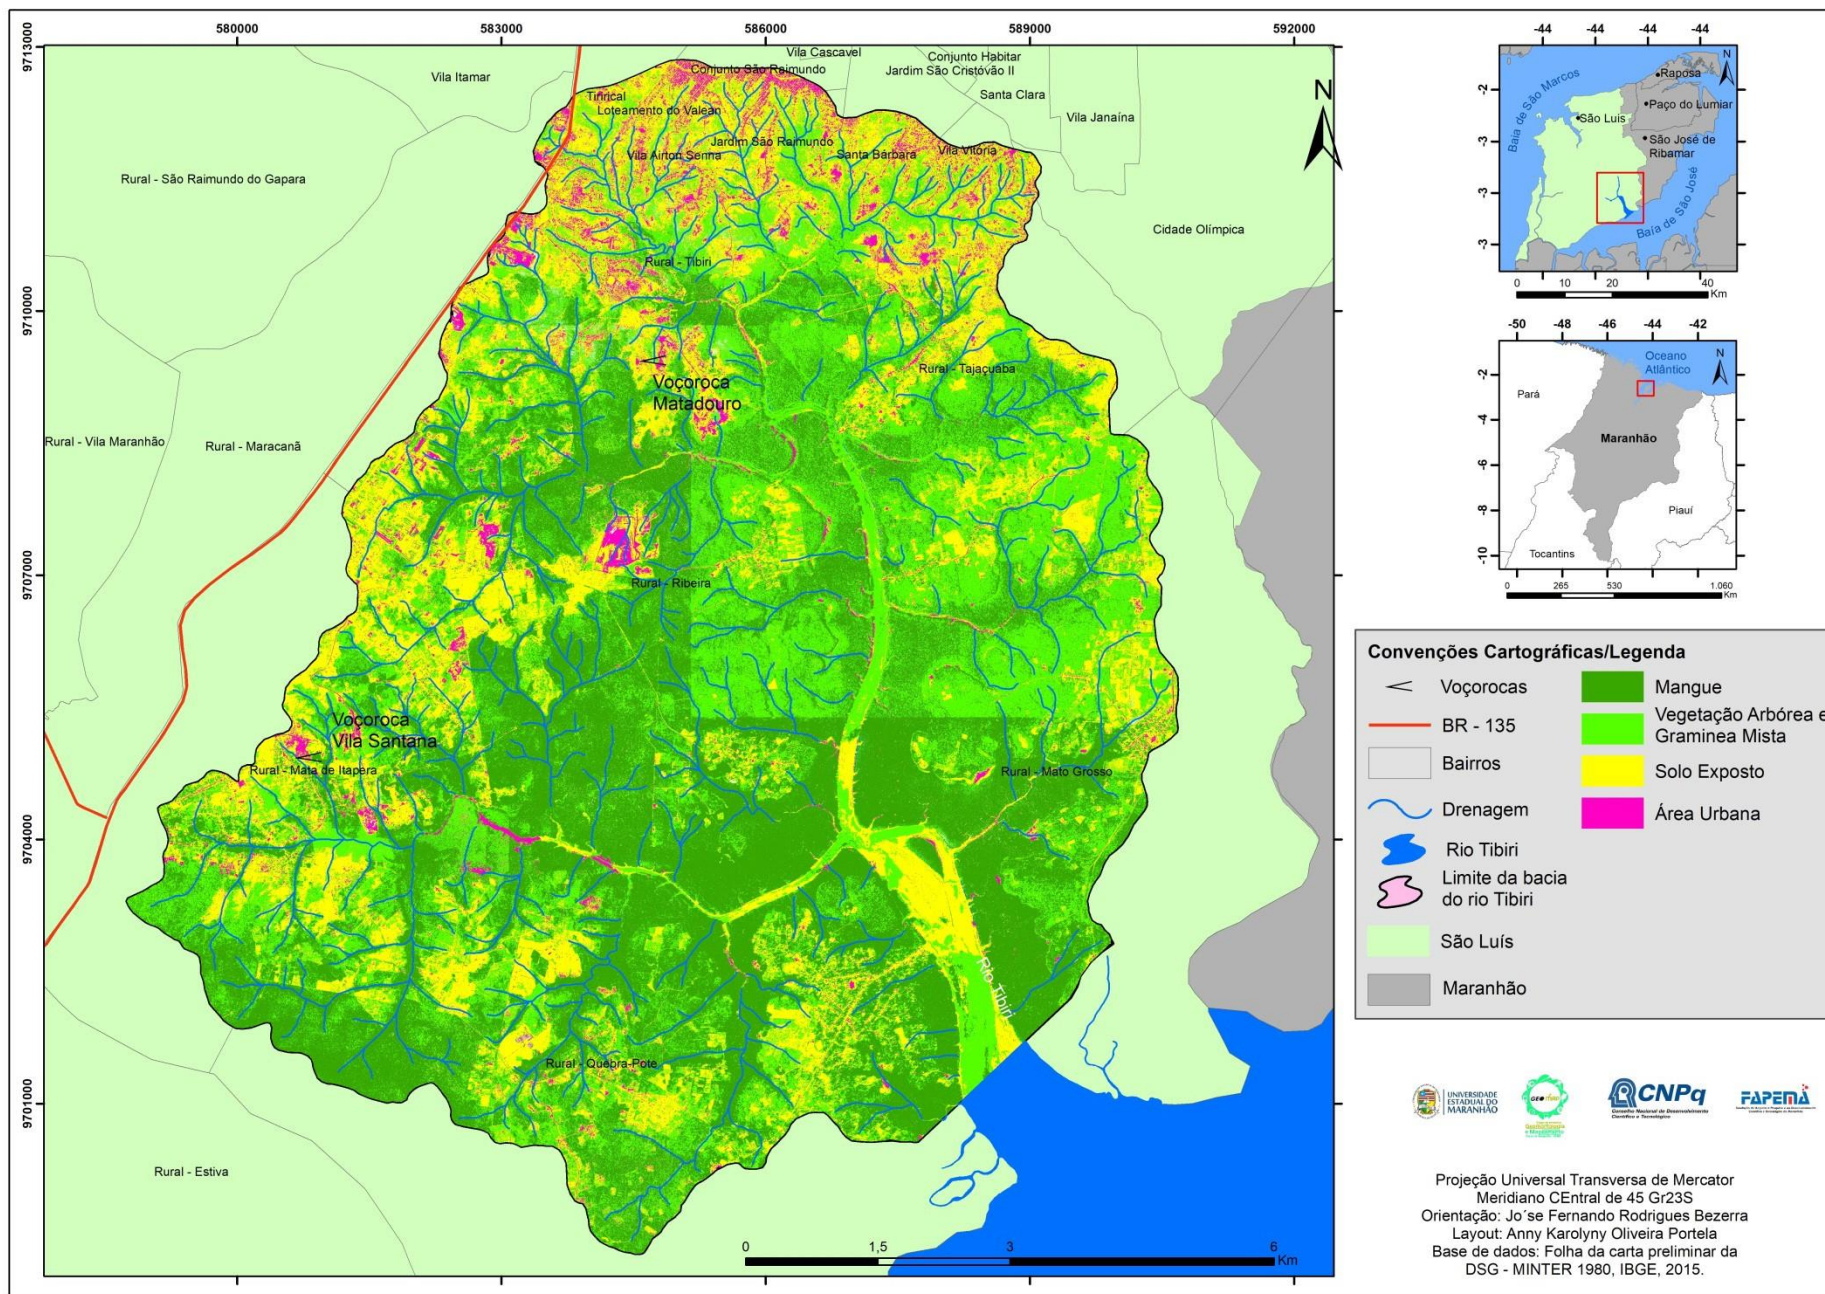 580000
583000
586000
589000
592000
9713000
9710000
9707000
9704000
9701000
Vila Cascavel
Conjunto Habitar
Conjunto São Raimundo
Jardim São Cristóvão II
Vila Itamar
Tirirical
Santa Clara
Loteamento do Valean
Vila Janaína
Jardim São Raimundo
Vila Airton Senna
Santa Bárbara
Vila Vitória
Rural - São Raimundo do Gapara
Cidade Olímpica
Rural - Tibiri
Rural - Tajaçuaba
Voçoroca
Matadouro
Rural - Vila Maranhão
Rural - Maracanã
Rural - Ribeira
Voçoroca
Vila Santana
Rural - Mata de Itapera
Rural - Mato Grosso
Rio Tibiri
Rural - Quebra-Pote
Rural - Estiva
N
0
1,5
3
6
Km
-44
-44
-44
-44
-2
-3
-3
-3
N
Baia de São Marcos
Raposa
Paço do Lumiar
São Luis
São José de
Ribamar
Baía de São José
0
10
20
40
Km
-50
-48
-46
-44
-42
-2
-4
-6
-8
-10
N
Oceano
Atlântico
Pará
Maranhão
Piauí
Tocantins
0
265
530
1.060
Km
Convenções Cartográficas/Legenda
Voçorocas
BR - 135
Bairros
Drenagem
Rio Tibiri
Limite da bacia
do rio Tibiri
São Luís
Maranhão
Mangue
Vegetação Arbórea e
Graminea Mista
Solo Exposto
Área Urbana
UNIVERSIDADE
ESTADUAL DO
MARANHÃO
CNPq
Conselho Nacional de Desenvolvimento
Científico e Tecnológico
FAPEMA
Projeção Universal Transversa de Mercator
Meridiano CEntral de 45 Gr23S
Orientação: Jo´se Fernando Rodrigues Bezerra
Layout: Anny Karolyny Oliveira Portela
Base de dados: Folha da carta preliminar da
DSG - MINTER 1980, IBGE, 2015.